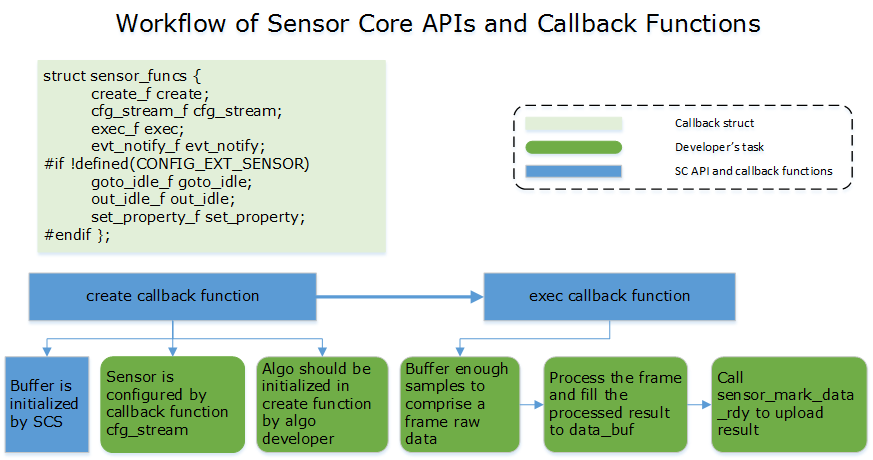 Workflow of Sensor Core APIs and Callback Functions
struct sensor_funcs {
create_f create;
cfg_stream_f cfg_stream;
exec_f exec;
evt_notify_f evt_notify;
#if !defined(CONFIG_EXT_SENSOR)
goto_idle_f goto_idle;
out_idle_f out_idle;
set_property_f set_property;
#endif };
Callback struct
Developer's task
SC API and callback functions
create callback function
exec callback function
Buffer is
initialized
by SCS
Sensor is
configured by
callback function
cfg_stream
Algo should be
initialized in
create function
by algo
developer
Buffer enough
samples to
comprise a
frame raw
data
Process the frame
and fill the
processed result
to data_buf
Call
sensor_mark_data
_rdy to upload
result